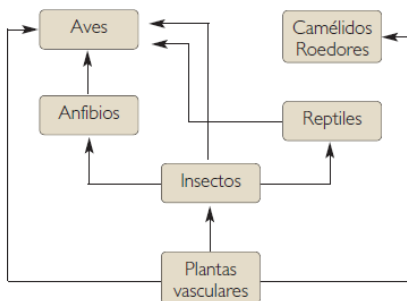 Aves
Camélidos
Roedores
Anfibios
Reptiles
Insectos
Plantas
vasculares